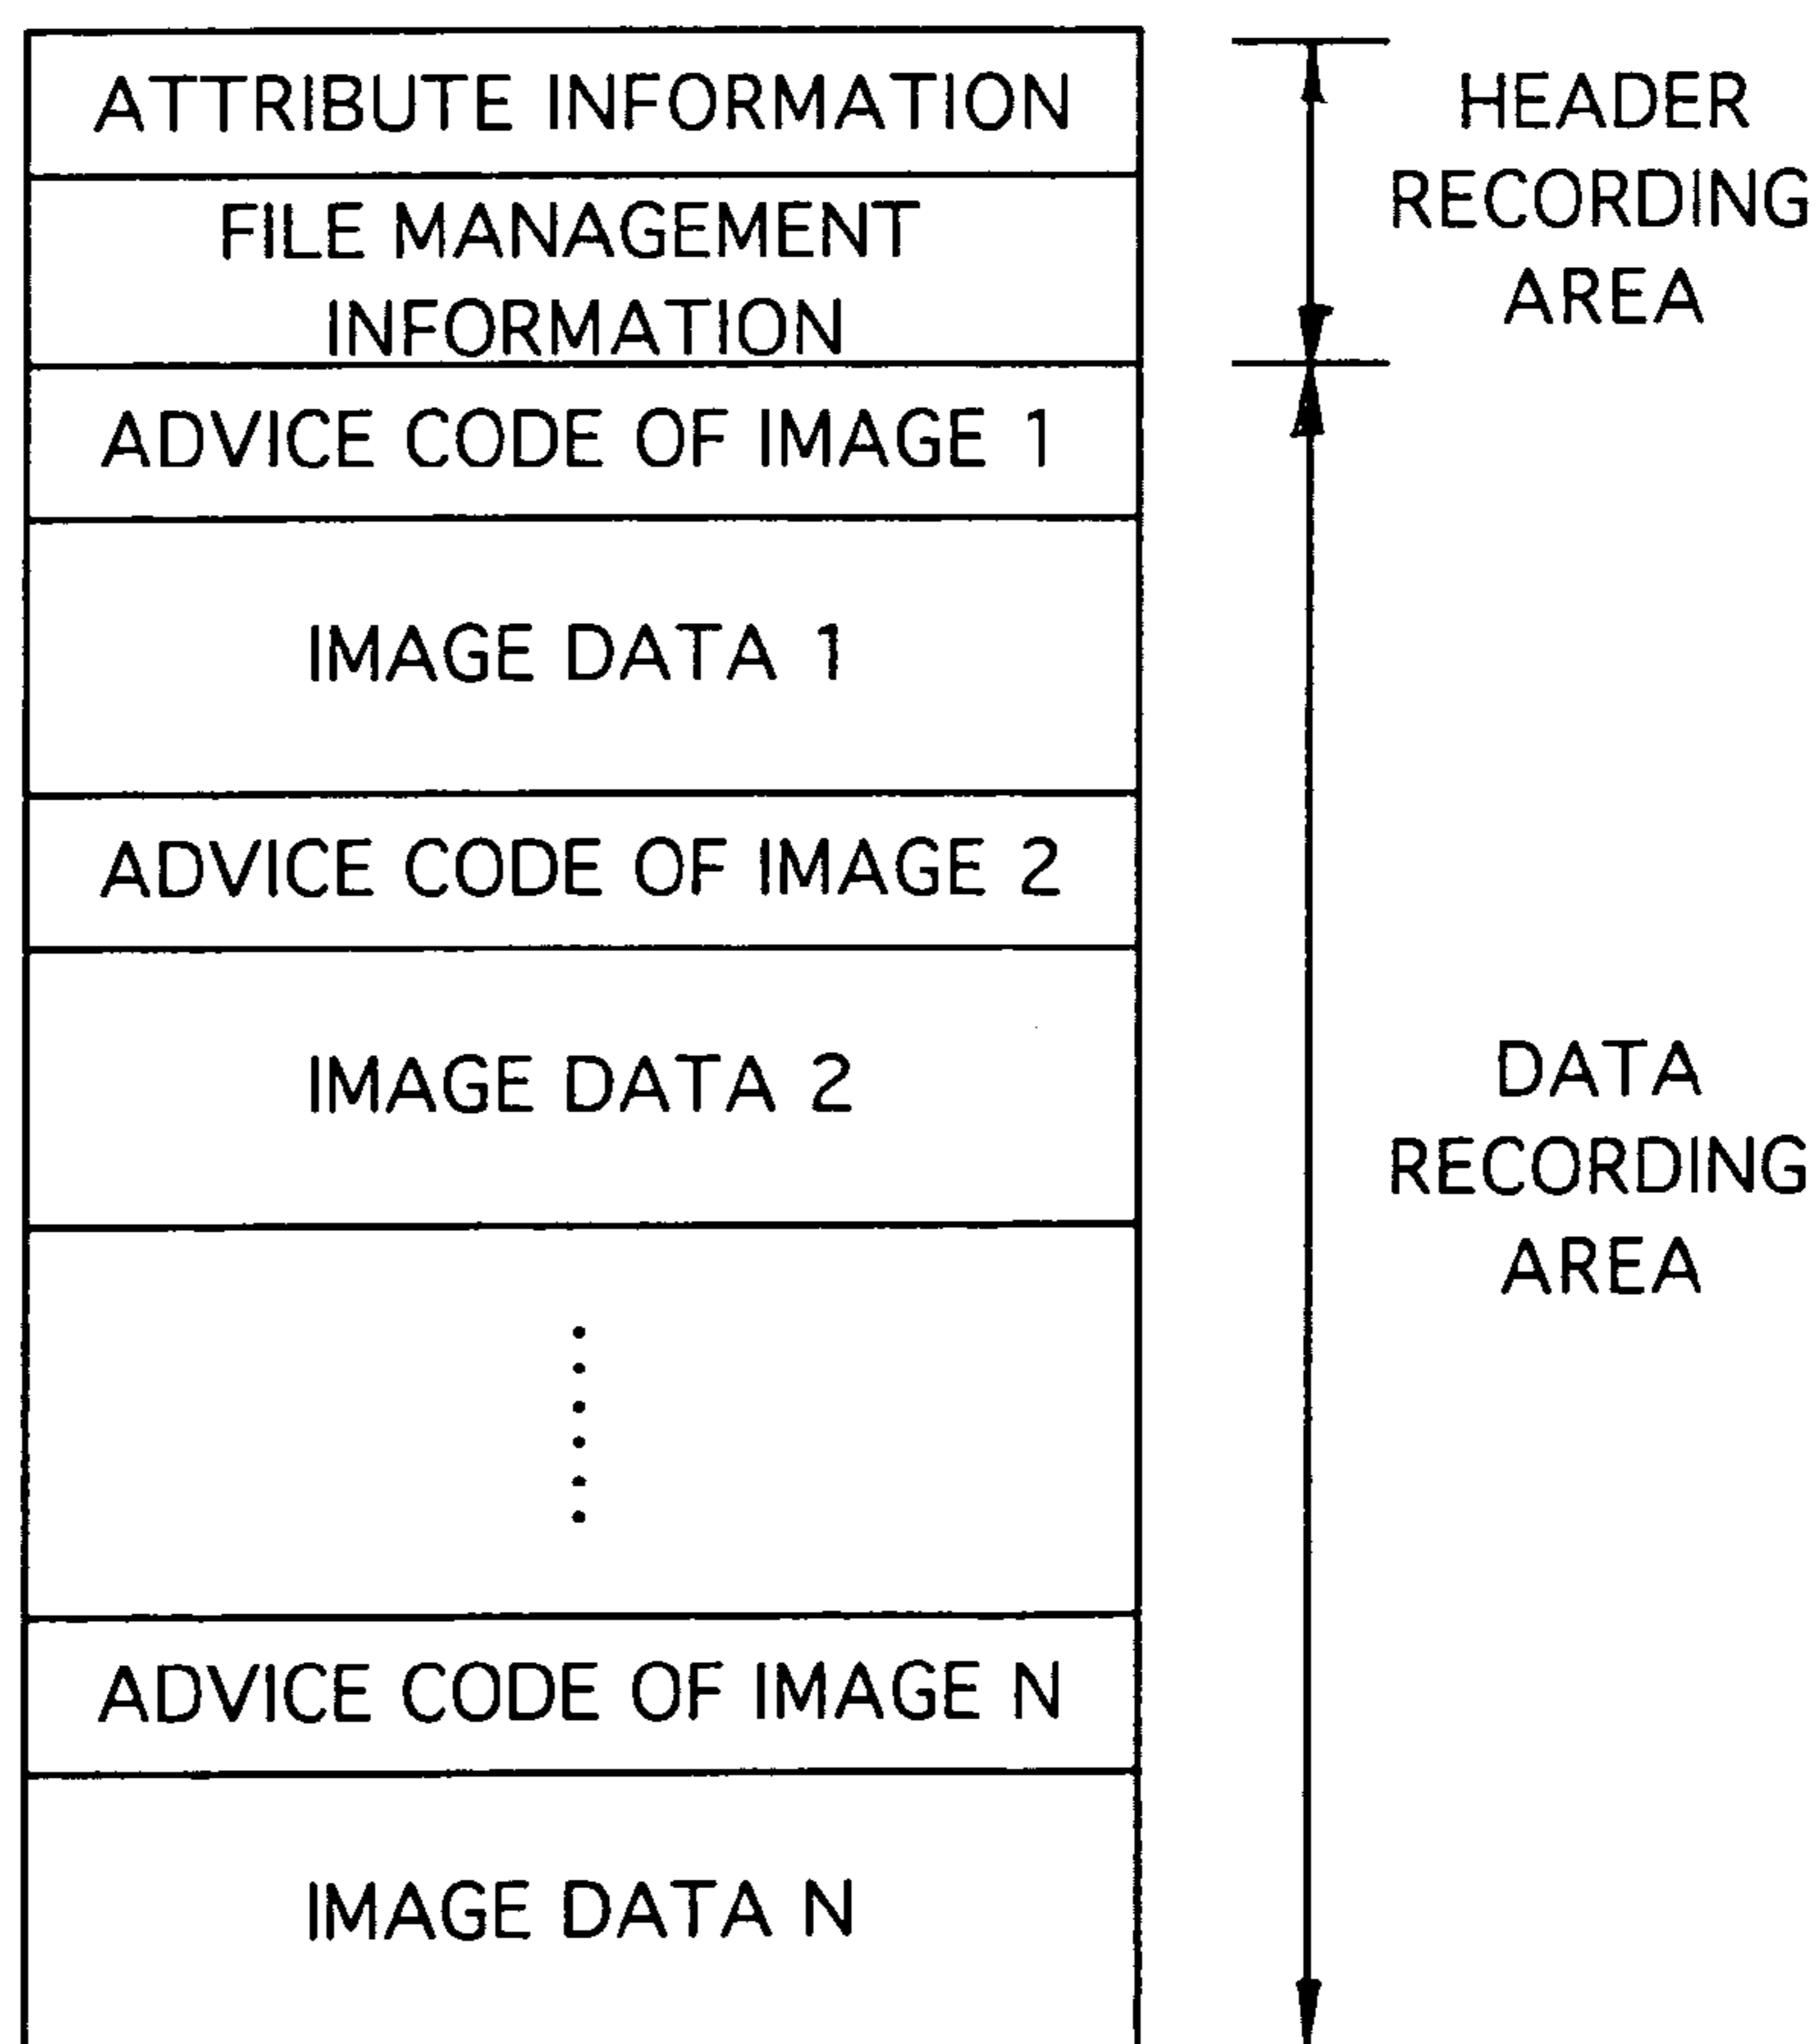 ATTRIBUTE INFORMATION
FILE MANAGEMENT
INFORMATION
ADVICE CODE OF IMAGE 1
IMAGE DATA 1
ADVICE CODE OF IMAGE 2
IMAGE DATA 2
ADVICE CODE OF IMAGE N
IMAGE DATA N
HEADER
RECORDING
AREA
DATA
RECORDING
AREA